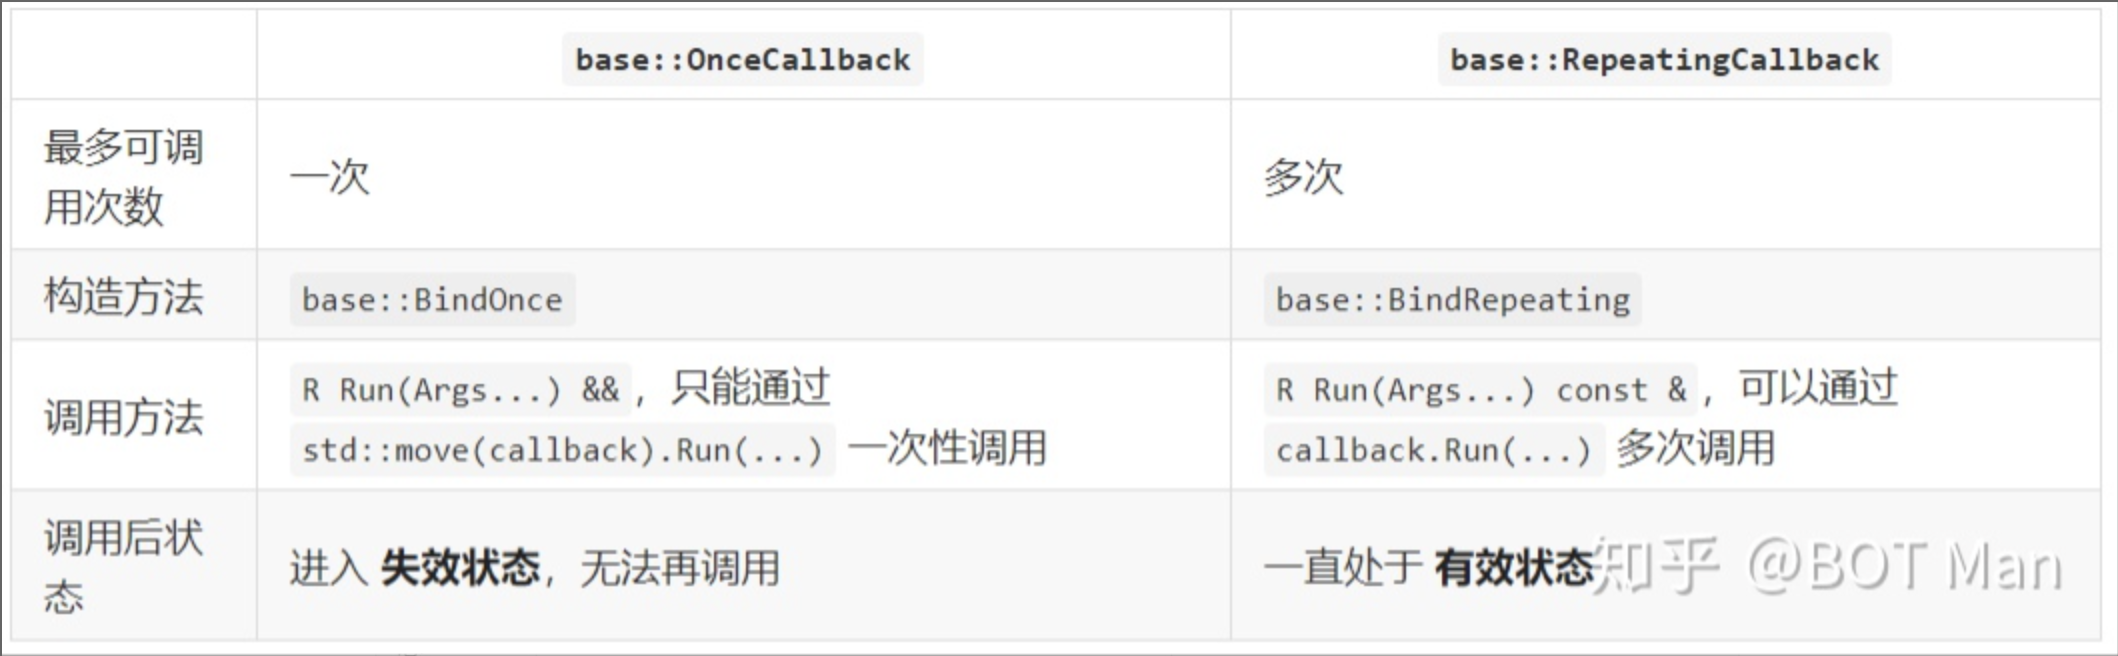 base::OnceCallback base::RepeatingCallback
最多可调
用次数
一次 多次
构造方法 base::BindOnce base::BindRepeating
调用方法
R Run(Args...) &&，只能通过
std::move(callback).Run(...) 一次性调用
R Run(Args...) const &，可以通过
callback.Run(...) 多次调用
调用后状
态
进入 失效状态，无法再调用
一直处于 有效状态
知乎 @BOT Man